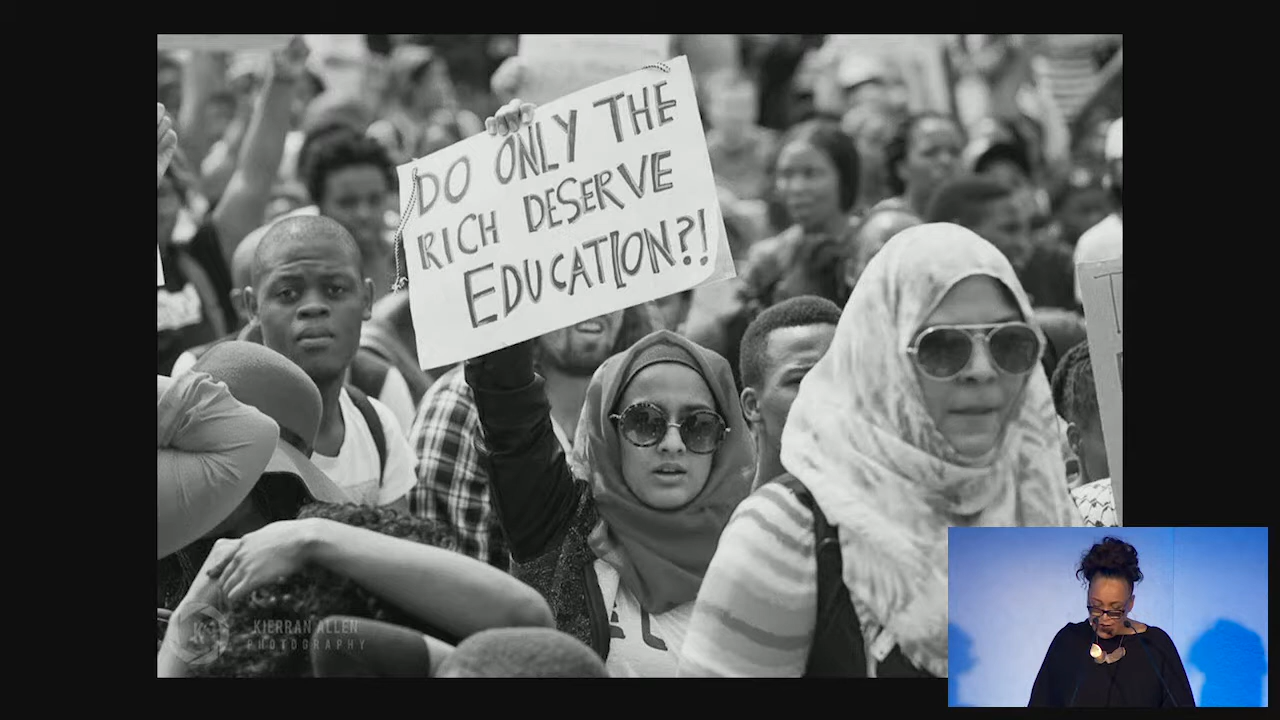 DO ONLY THE
RICH DESERVE
EDUCATION?!
KIERRAN ALLEN
PHOTOGRAPHY